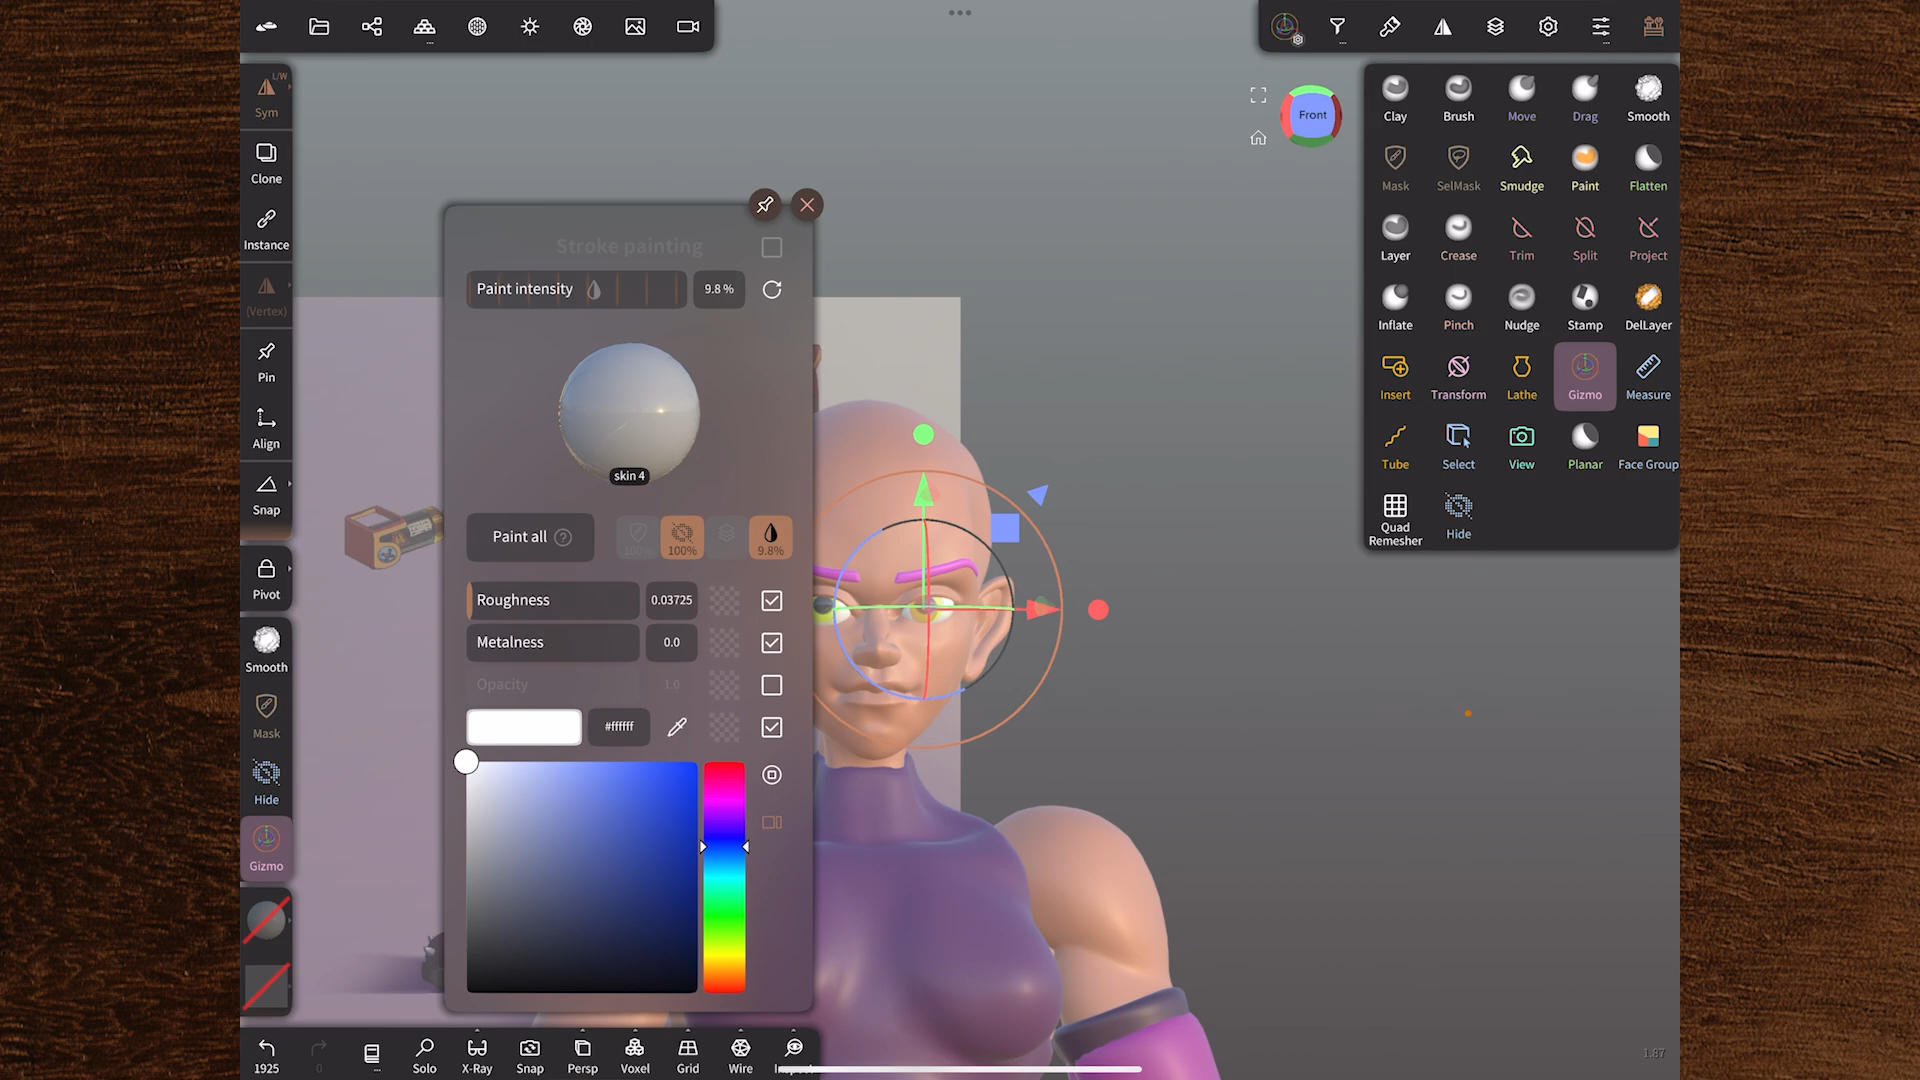 L/W
Sym
Clone
Instance
(Vertex)
Pin
Align
Snap
Pivot
Smooth
Mask
Hide
Gizmo
Stroke painting
Paint intensity
9.8 %
skin 4
Paint all ?
100%
100%
9.8%
Roughness
0.03725
Metalness
0.0
Opacity
1.0
#ffffff
Front
Clay
Brush
Move
Drag
Smooth
Mask
SelMask
Smudge
Paint
Flatten
Layer
Crease
Trim
Split
Project
Inflate
Pinch
Nudge
Stamp
DelLayer
Insert
Transform
Lathe
Gizmo
Measure
Tube
Select
View
Planar
Face Group
Quad
Remesher
Hide
1925
0
Solo
X-Ray
Snap
Persp
Voxel
Grid
Wire
1.87